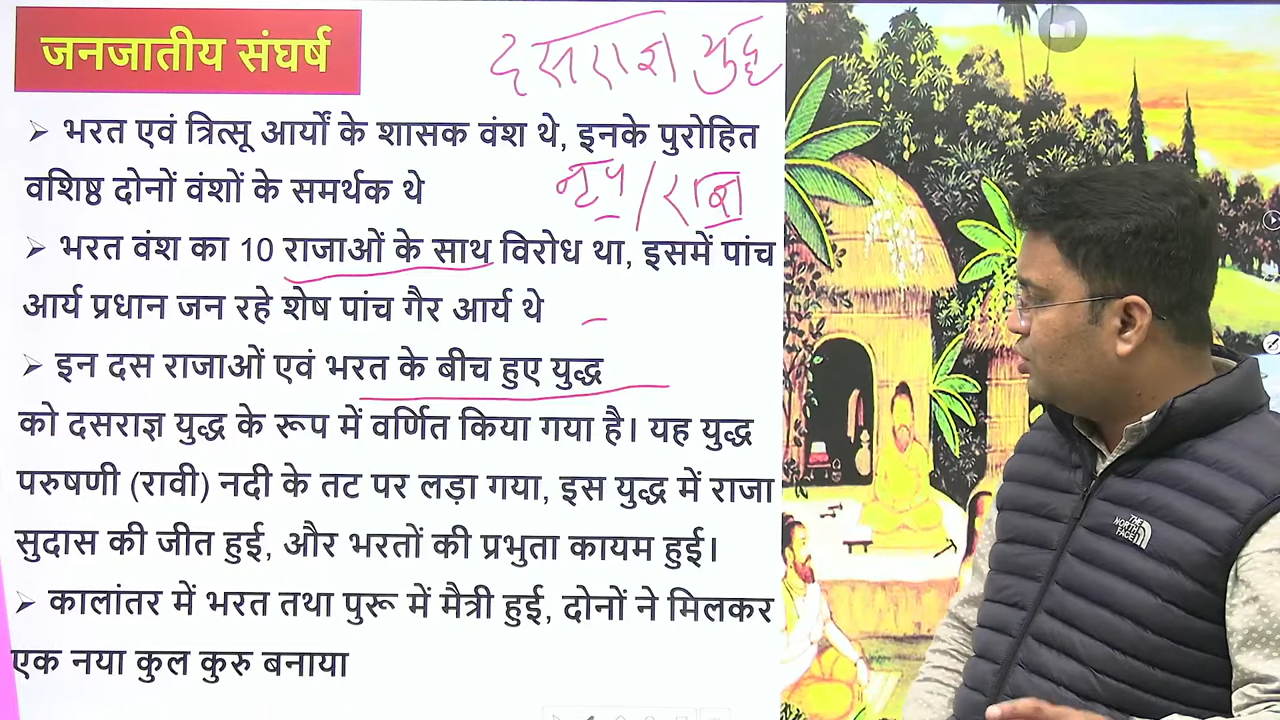 जनजातीय संघर्ष
दसराज्ञ युद्ध
➢ भरत एवं त्रित्सू आर्यों के शासक वंश थे, इनके पुरोहित
वशिष्ठ दोनों वंशों के समर्थक थे
नृप / राज्ञ
➢ भरत वंश का 10 राजाओं के साथ विरोध था, इसमें पांच
आर्य प्रधान जन रहे शेष पांच गैर आर्य थे
➢ इन दस राजाओं एवं भरत के बीच हुए युद्ध
को दसराज्ञ युद्ध के रूप में वर्णित किया गया है। यह युद्ध
परुषणी (रावी) नदी के तट पर लड़ा गया, इस युद्ध में राजा
सुदास की जीत हुई, और भरतों की प्रभुता कायम हुई।
➢ कालांतर में भरत तथा पुरू में मैत्री हुई, दोनों ने मिलकर
एक नया कुल कुरु बनाया
THE
NORTH
FACE